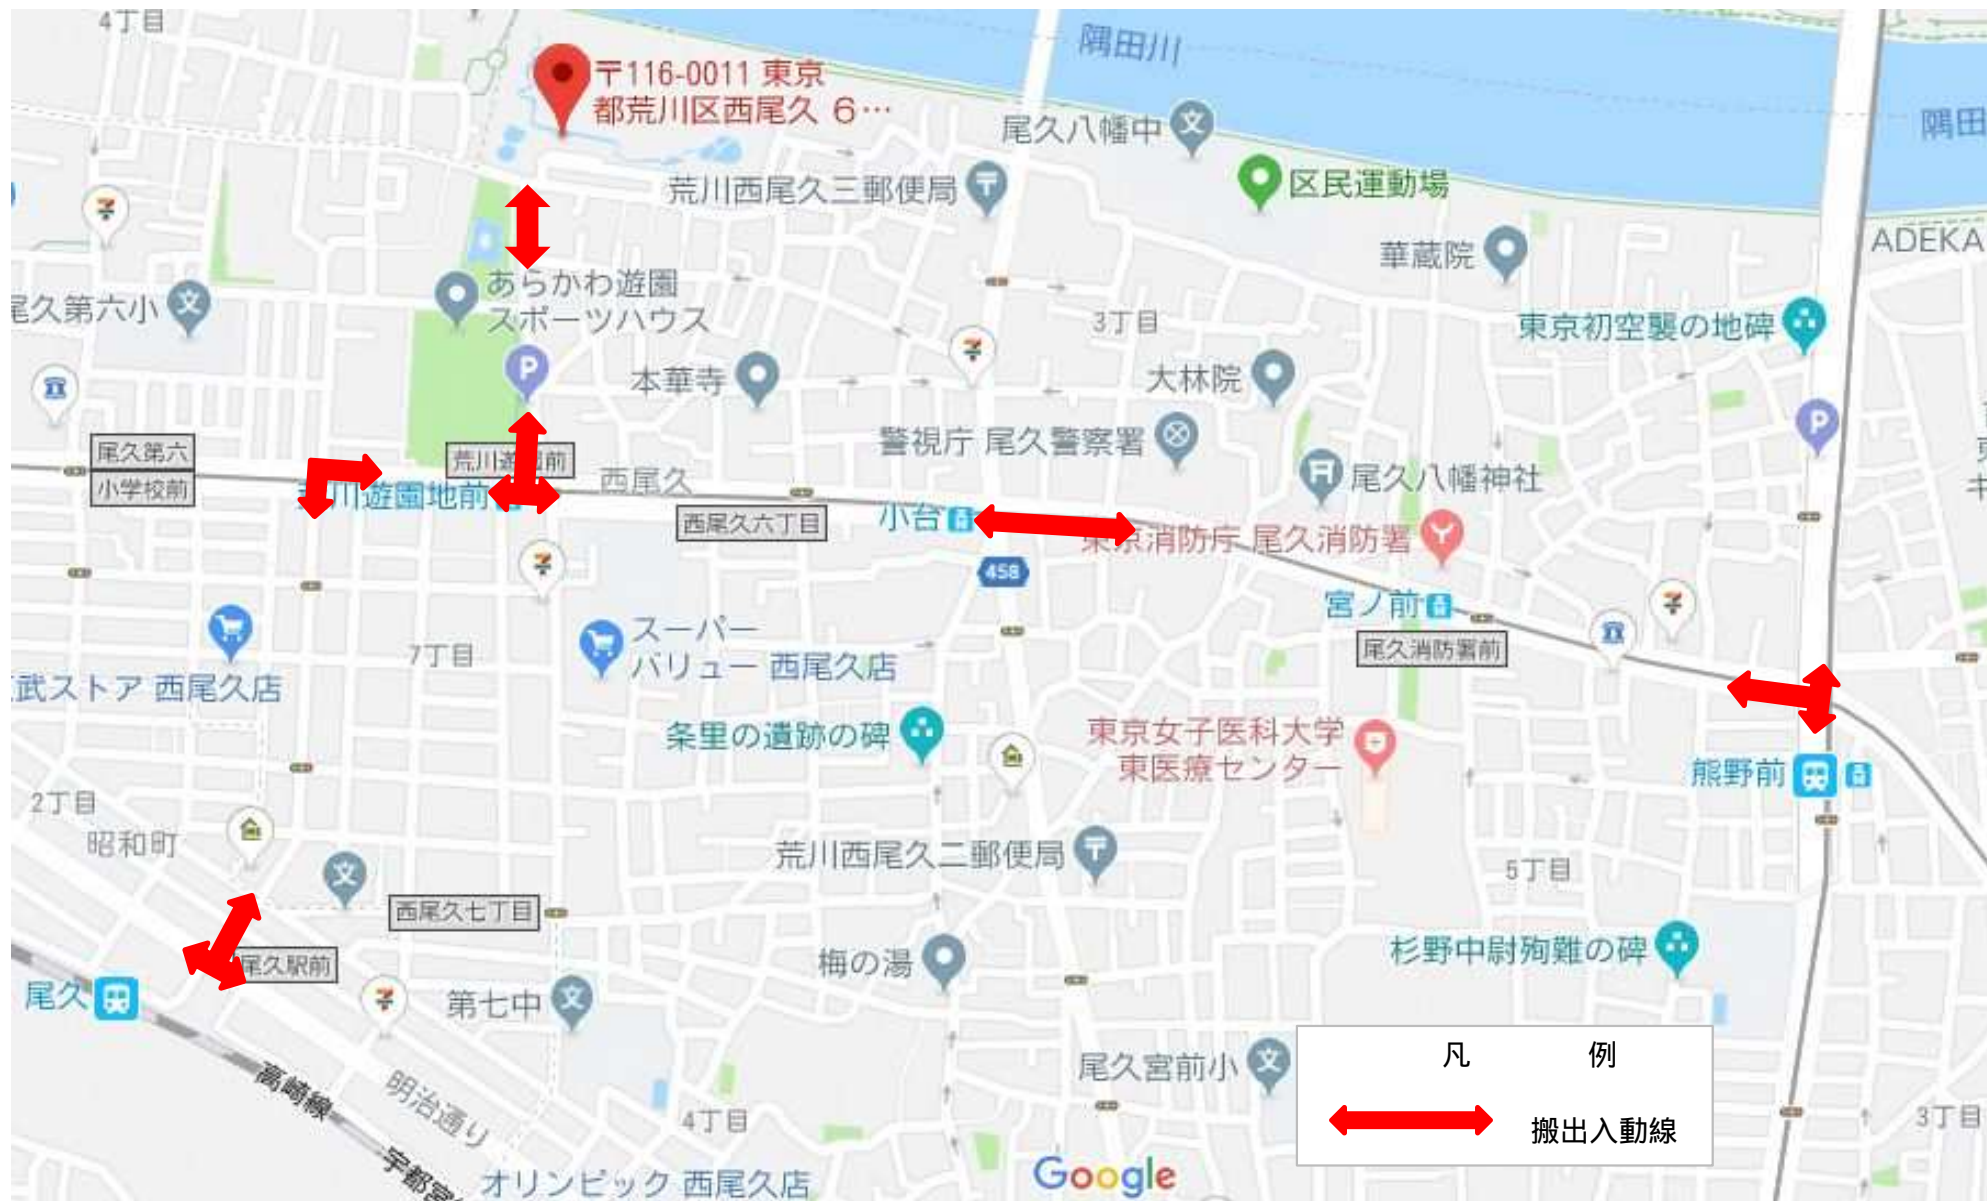 4丁目
隅田川
〒116-0011 東京
都荒川区西尾久 6…
隅田
尾久八幡中
荒川西尾久三郵便局
区民運動場
ADEKA
華蔵院
あらかわ遊園
スポーツハウス
尾久第六小
3丁目
東京初空襲の地碑
P
本華寺
大林院
P
警視庁 尾久警察署
尾久第六
小学校前
西尾久
尾久八幡神社
川遊園地前
西尾久六丁目
小台
東京消防庁 尾久消防署
458
宮ノ前
尾久消防署前
スーパー
バリュー 西尾久店
7丁目
武ストア 西尾久店
条里の遺跡の碑
東京女子医科大学
東医療センター
熊野前
2丁目
昭和町
荒川西尾久二郵便局
5丁目
西尾久七丁目
尾久駅前
梅の湯
杉野中尉殉難の碑
尾久
第七中
凡 例
尾久宮前小
高崎線
明治通り
4丁目
搬出入動線
3丁目
宇都宮
オリンピック 西尾久店
Google